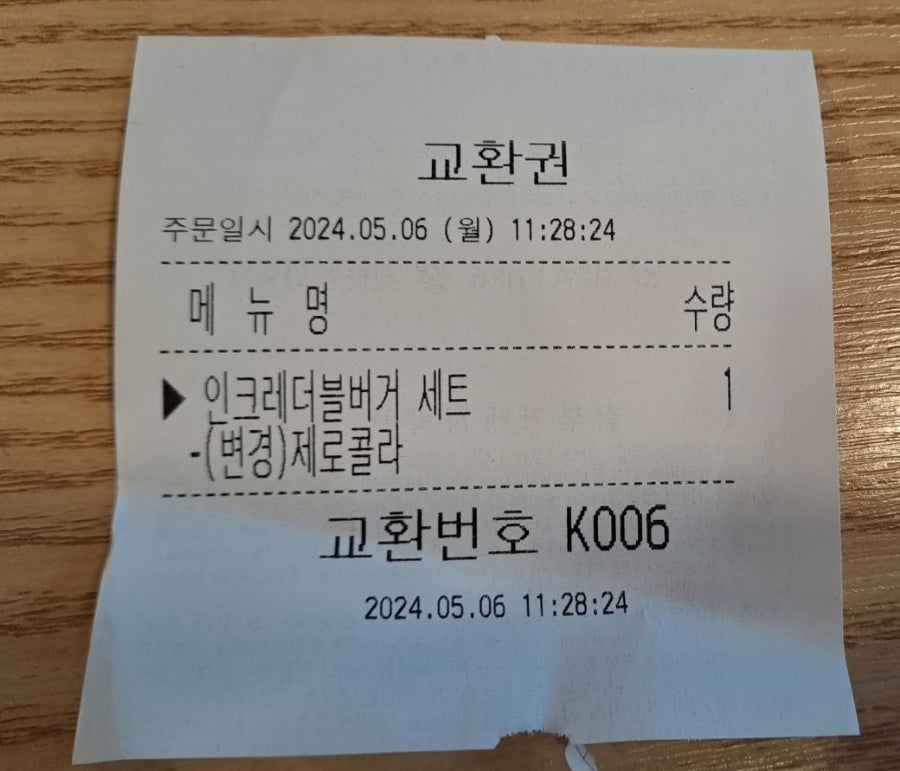 교환권
주문일시 2024.05.06 (월) 11:28:24
메 뉴 명 수량
▶ 인크레더블버거 세트 1
-(변경)제로콜라
교환번호 K006
2024.05.06 11:28:24